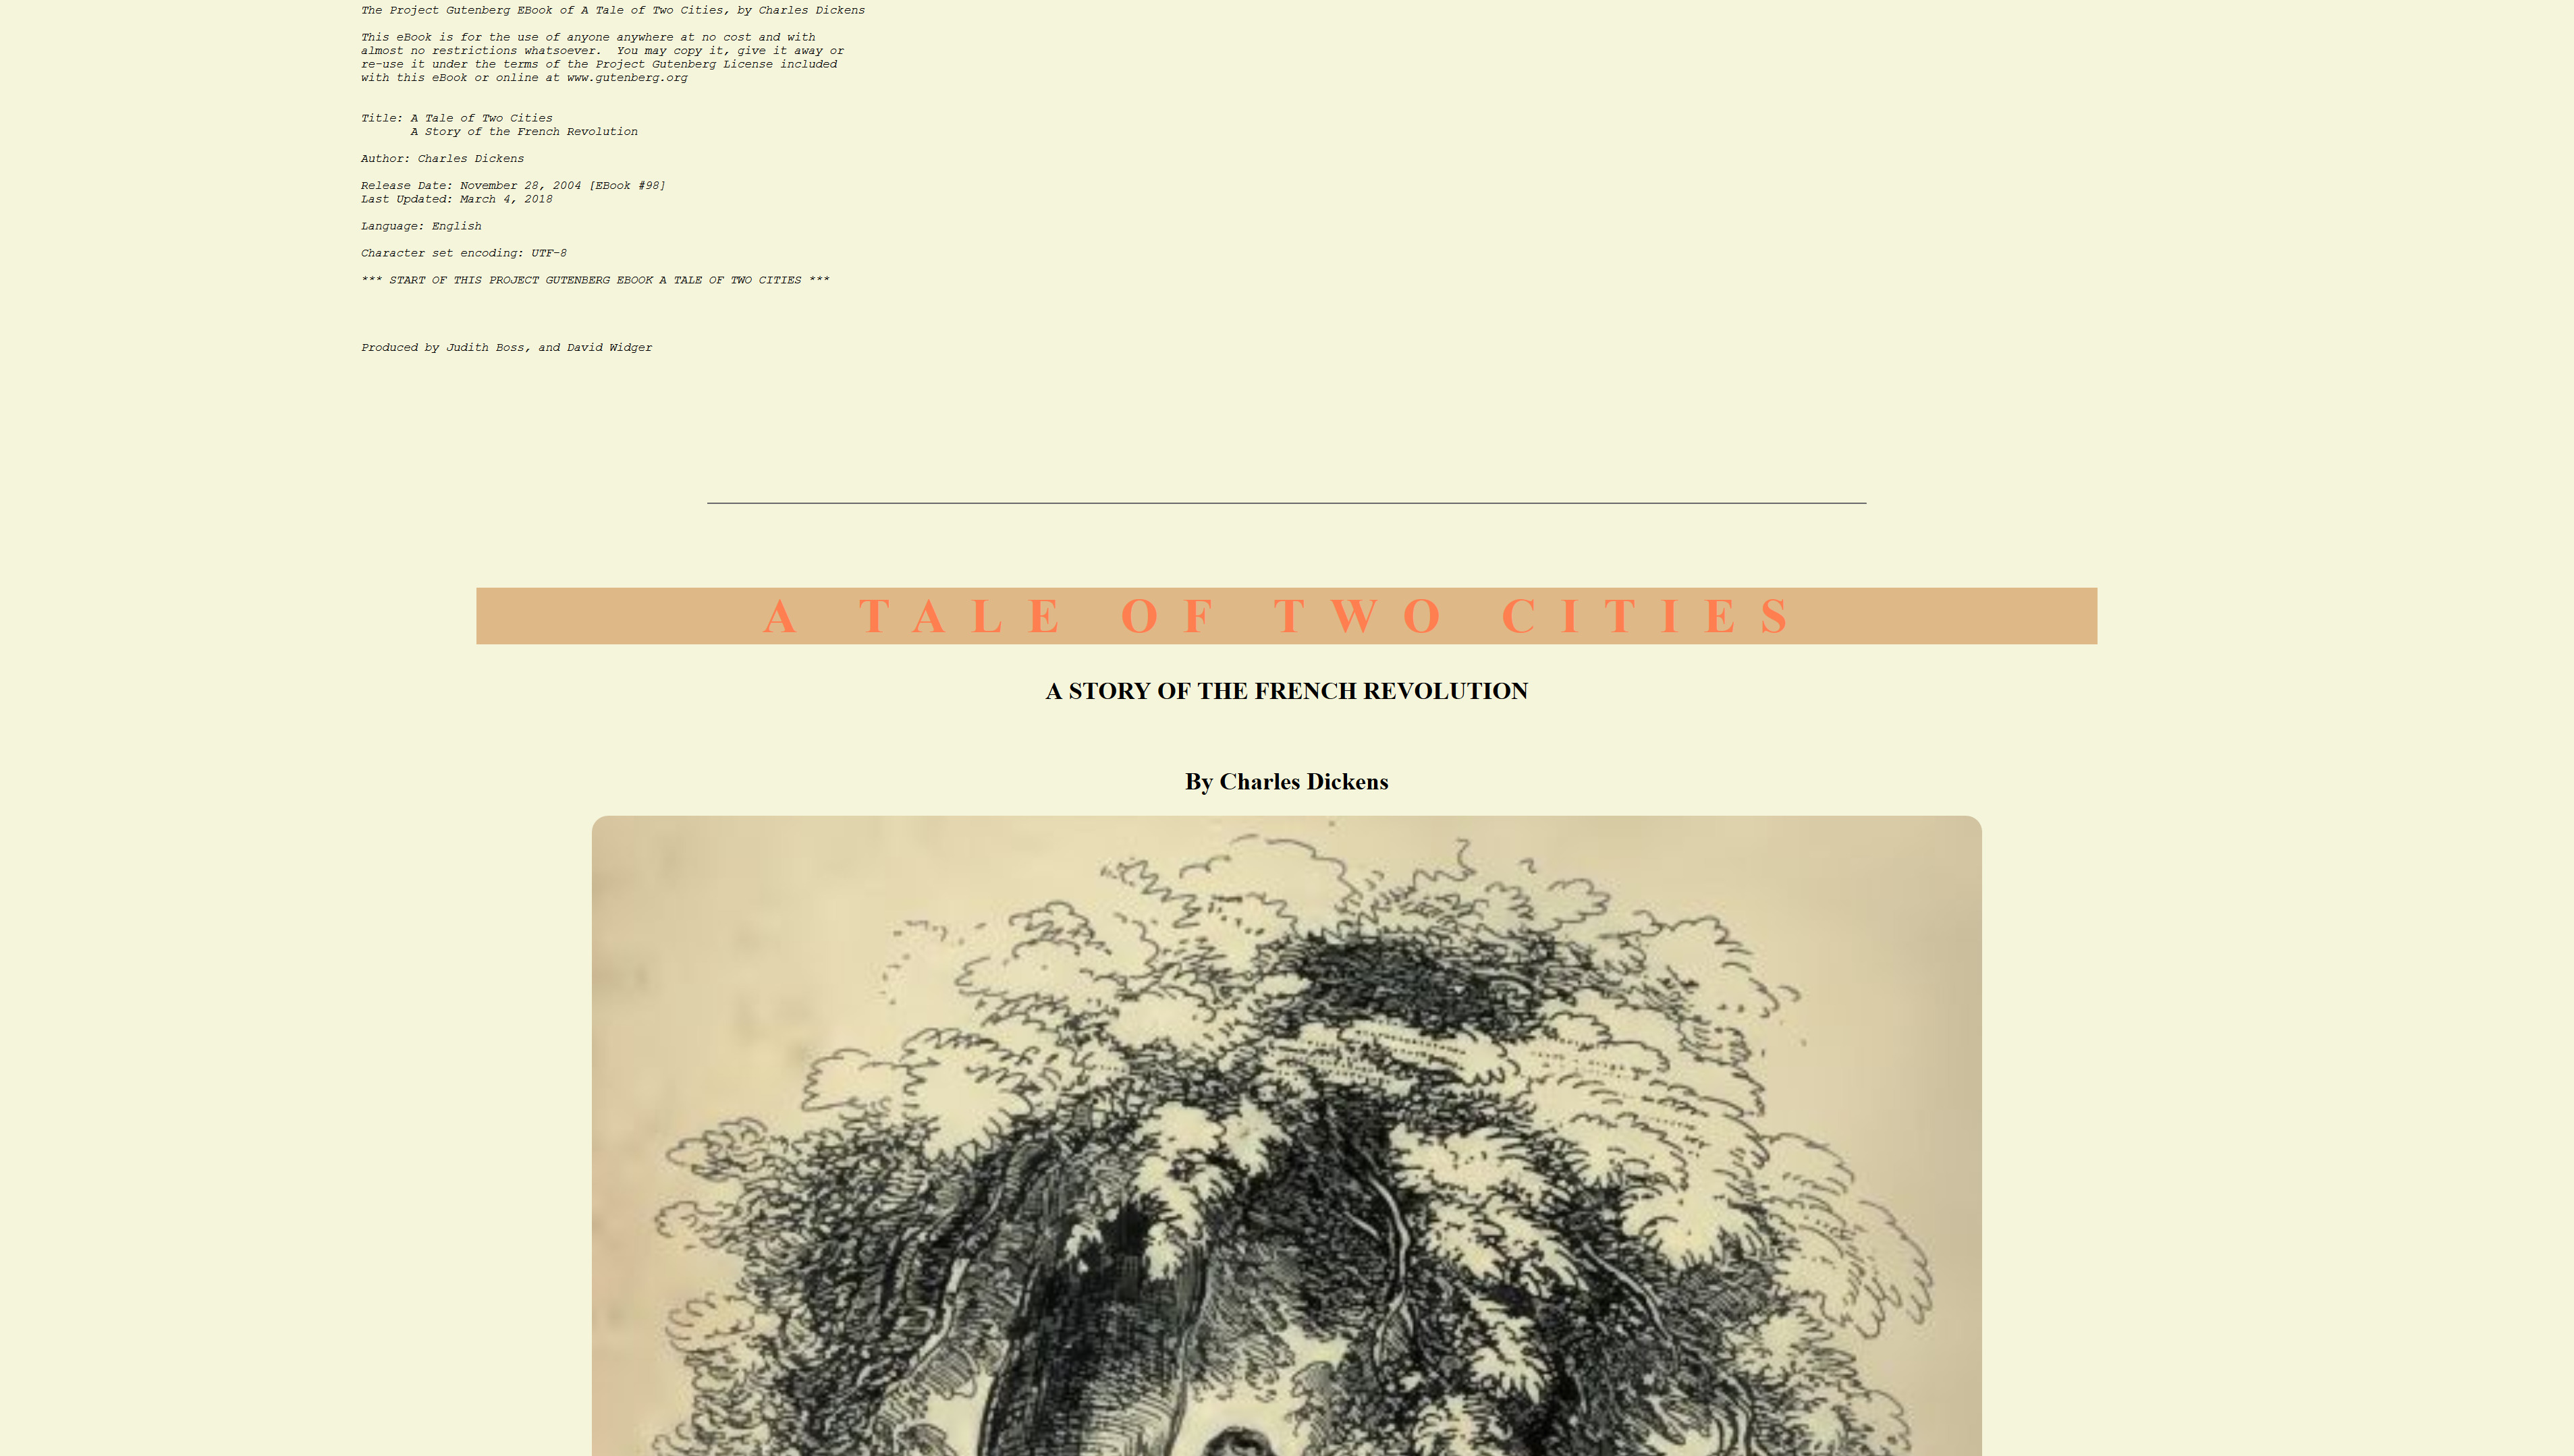 The Project Gutenberg EBook of A Tale of Two Cities, by Charles Dickens
This eBook is for the use of anyone anywhere at no cost and with
almost no restrictions whatsoever.  You may copy it, give it away or
re-use it under the terms of the Project Gutenberg License included
with this eBook or online at www.gutenberg.org
Title: A Tale of Two Cities
A Story of the French Revolution
Author: Charles Dickens
Release Date: November 28, 2004 [EBook #98]
Last Updated: March 4, 2018
Language: English
Character set encoding: UTF-8
*** START OF THIS PROJECT GUTENBERG EBOOK A TALE OF TWO CITIES ***
Produced by Judith Boss, and David Widger
A TALE OF TWO CITIES
A STORY OF THE FRENCH REVOLUTION
By Charles Dickens